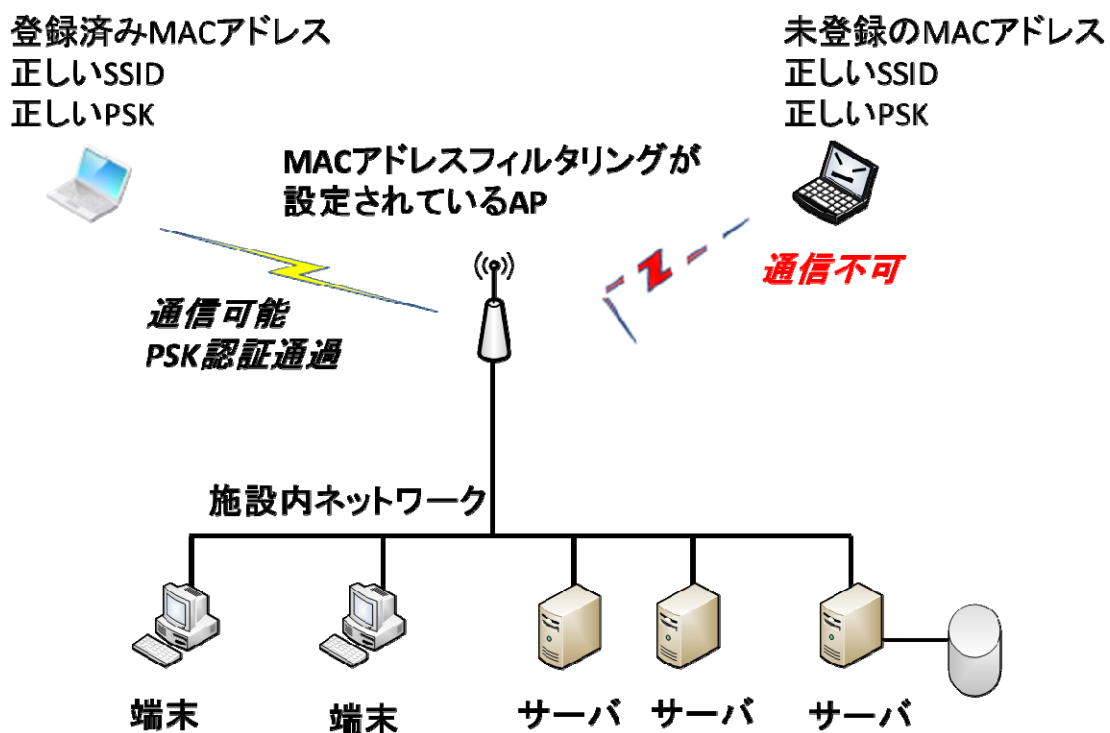 登録済みMACアドレス
正しいSSID
正しいPSK
未登録のMACアドレス
正しいSSID
正しいPSK
MACアドレスフィルタリングが
設定されているAP
通信不可
通信可能
PSK認証通過
施設内ネットワーク
端末
端末
サーバ
サーバ
サーバ